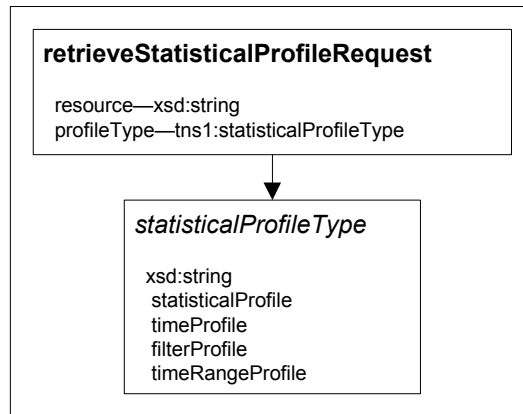 retrieveStatisticalProfileRequest
resource—xsd:string
profileType—tns1:statisticalProfileType
statisticalProfileType
xsd:string
statisticalProfile
timeProfile
filterProfile
timeRangeProfile